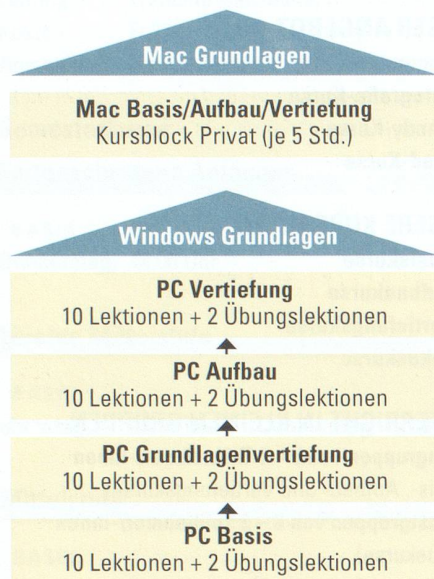 Mac Grundlagen
Mac Basis/Aufbau/Vertiefung
Kursblock Privat (je 5 Std.)
Windows Grundlagen
PC Vertiefung
10 Lektionen + 2 Übungslektionen
PC Aufbau
10 Lektionen + 2 Übungslektionen
PC Grundlagenvertiefung
10 Lektionen + 2 Übungslektionen
PC Basis
10 Lektionen + 2 Übungslektionen